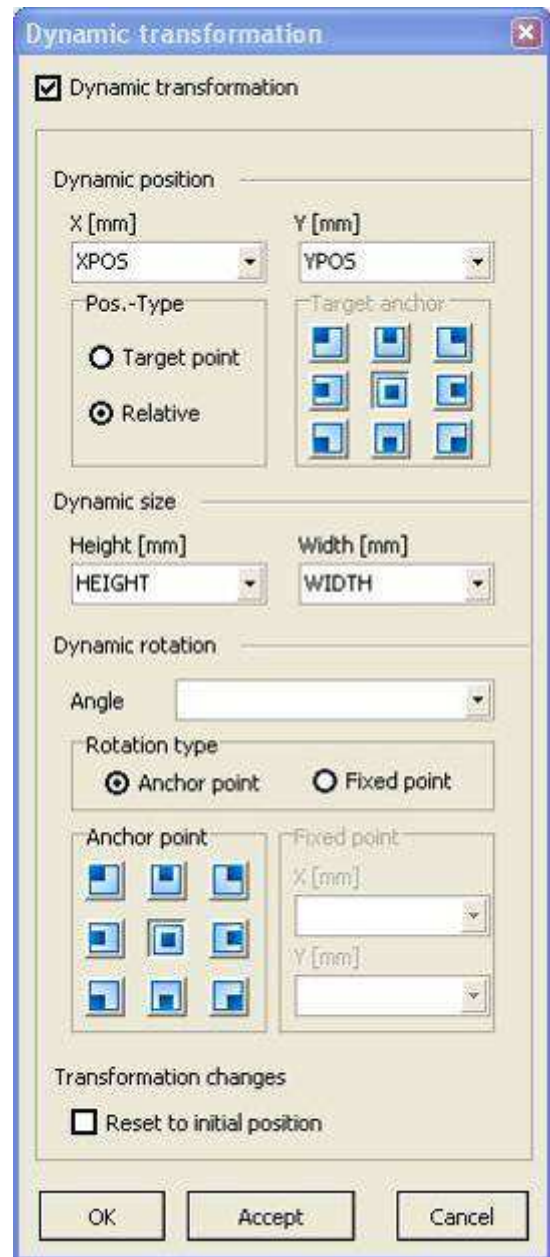 Dynamic transformation
Dynamic transformation
Dynamic position
X [mm] Y [mm]
XPOS YPOS
Pos.-Type Target anchor
Target point
Relative
Dynamic size
Height [mm] Width [mm]
HEIGHT WIDTH
Dynamic rotation
Angle
Rotation type
Anchor point Fixed point
Anchor point Fixed point
X [mm]
Y [mm]
Transformation changes
Reset to initial position
OK Accept Cancel